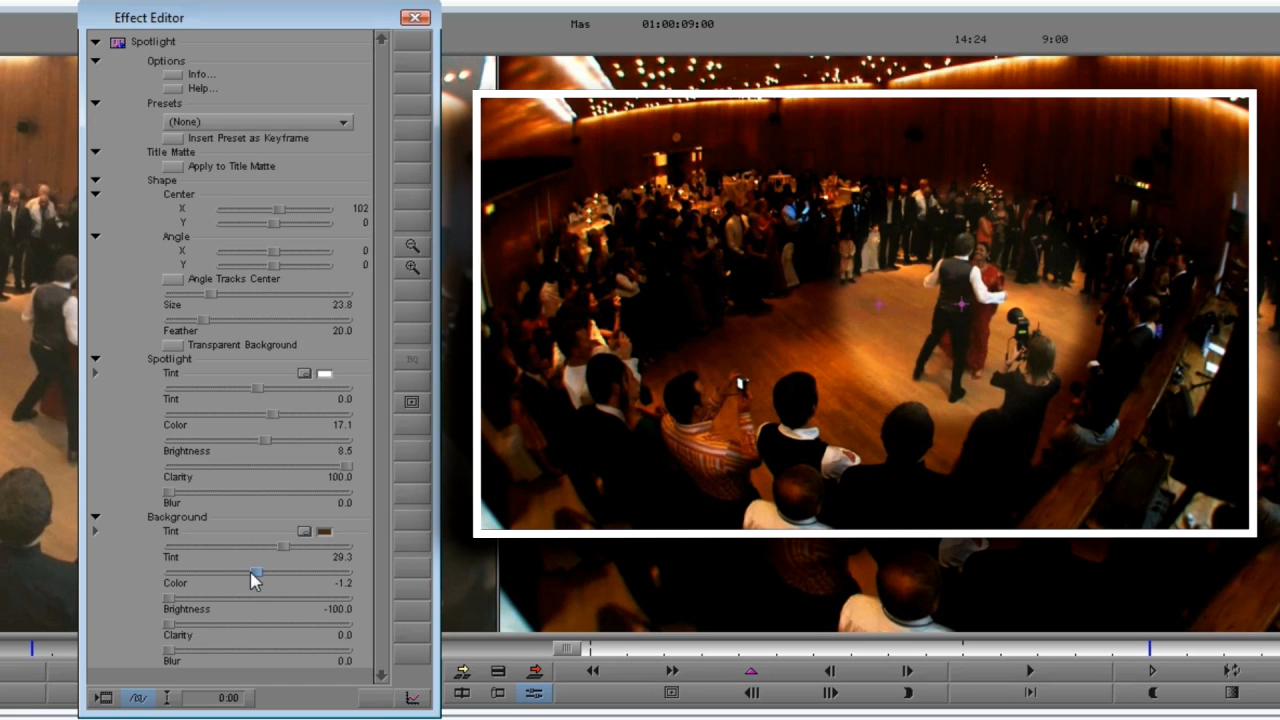 Effect Editor
Spotlight
Options
Info...
Help...
Presets
(None)
Insert Preset as Keyframe
Title Matte
Apply to Title Matte
Shape
Center
X 102
Y 0
Angle
X 0
Y 0
Angle Tracks Center
Size 23.8
Feather 20.0
Transparent Background
Spotlight
Tint
Tint 0.0
Color 17.1
Brightness 8.5
Clarity 100.0
Blur 0.0
Background
Tint
Tint 29.3
Color -1.2
Brightness -100.0
Clarity 0.0
Blur 0.0
0:00
Mas 01:00:09:00
14:24 9:00